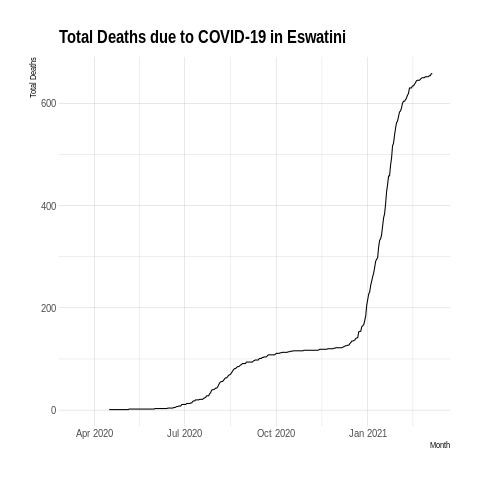 Total Deaths due to COVID-19 in Eswatini
Total Deaths
600
400
200
0
Apr 2020 Jul 2020 Oct 2020 Jan 2021
Month